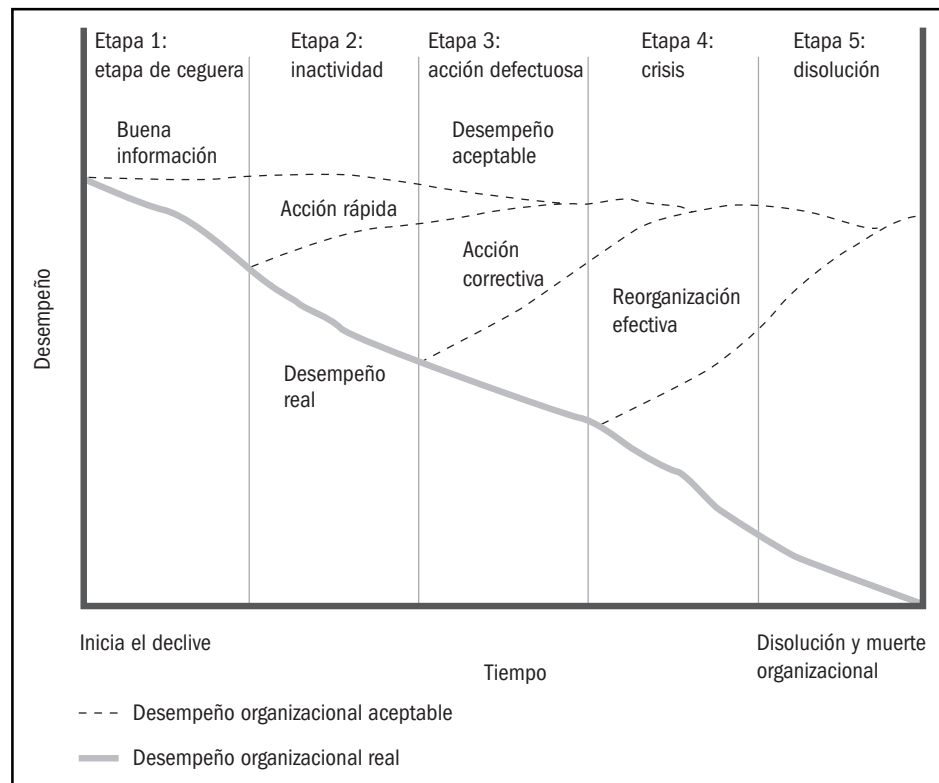 Etapa 1:
etapa de ceguera
Etapa 2:
inactividad
Etapa 3:
acción defectuosa
Etapa 4:
crisis
Etapa 5:
disolución
Buena
información
Desempeño
aceptable
Acción rápida
Acción
correctiva
Reorganización
efectiva
Desempeño
real
Desempeño
Inicia el declive
Tiempo
Disolución y muerte
organizacional
Desempeño organizacional aceptable
Desempeño organizacional real